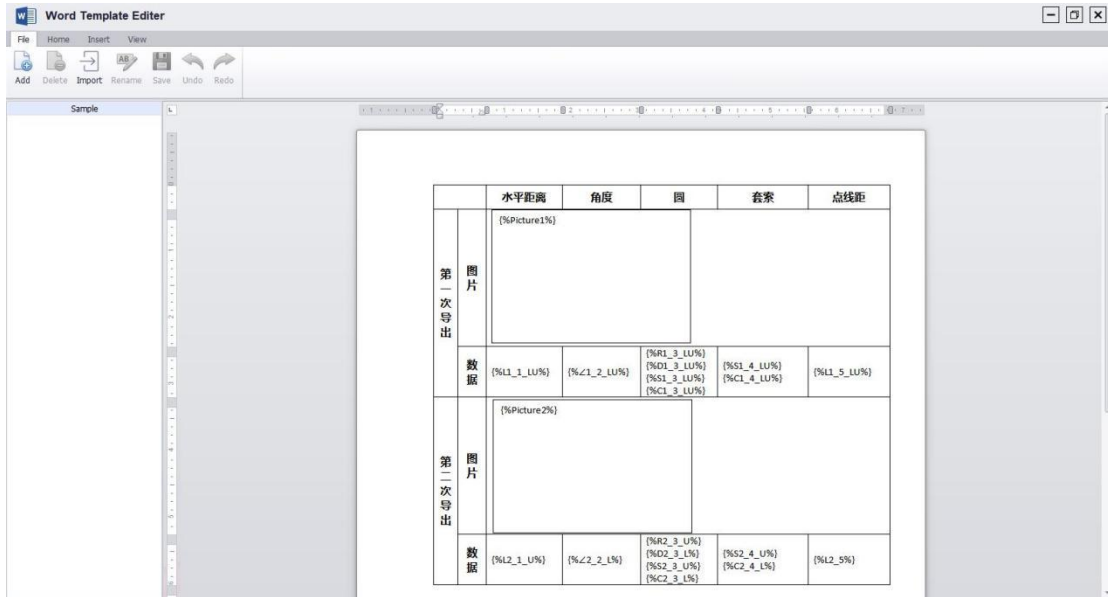 Word Template Editer
File Home Insert View
Add Delete Import Rename Save Undo Redo
Sample
水平距离 角度 圆 套索 点线距
第一次导出
图片
{%Picture1%}
数据
{%L1_1_LU%}
{%∠1_2_LU%}
{%R1_3_LU%}
{%D1_3_LU%}
{%S1_3_LU%}
{%C1_3_LU%}
{%S1_4_LU%}
{%C1_4_LU%}
{%L1_5_LU%}
第二次导出
图片
{%Picture2%}
数据
{%L2_1_U%}
{%∠2_2_L%}
{%R2_3_U%}
{%D2_3_L%}
{%S2_3_U%}
{%C2_3_L%}
{%S2_4_U%}
{%C2_4_L%}
{%L2_5%}